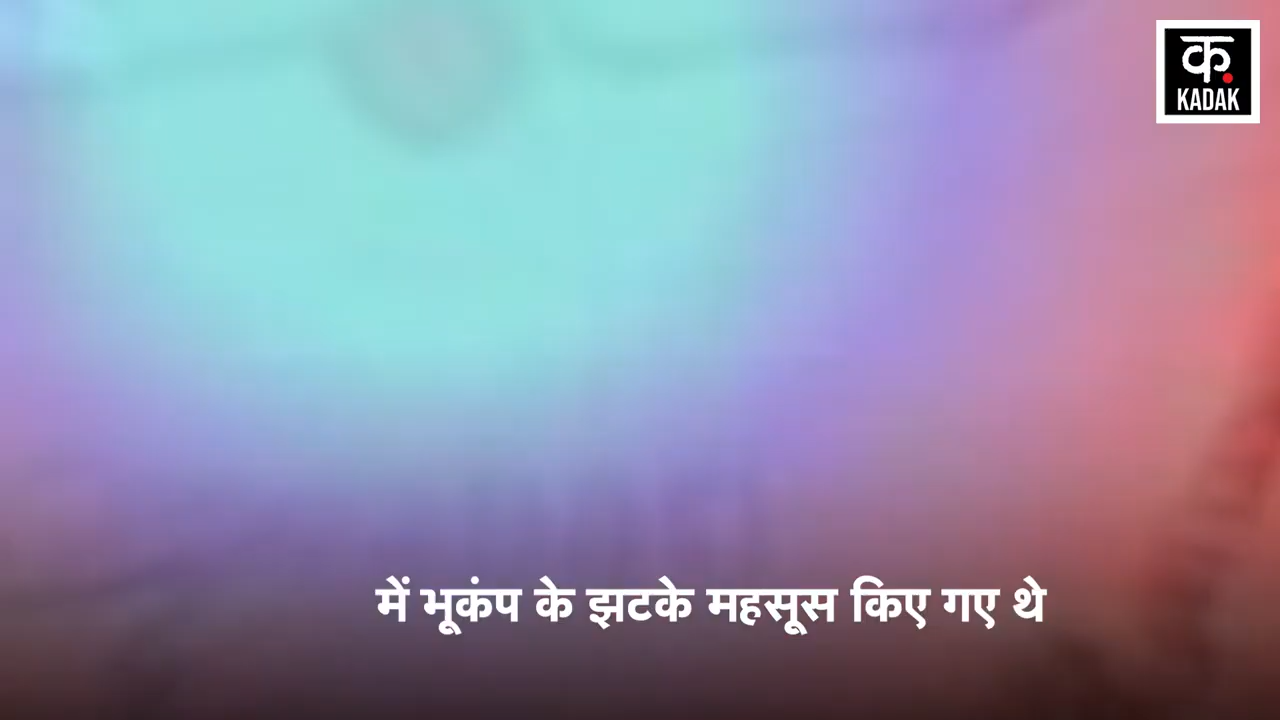 क.
KADAK
में भूकंप के झटके महसूस किए गए थे